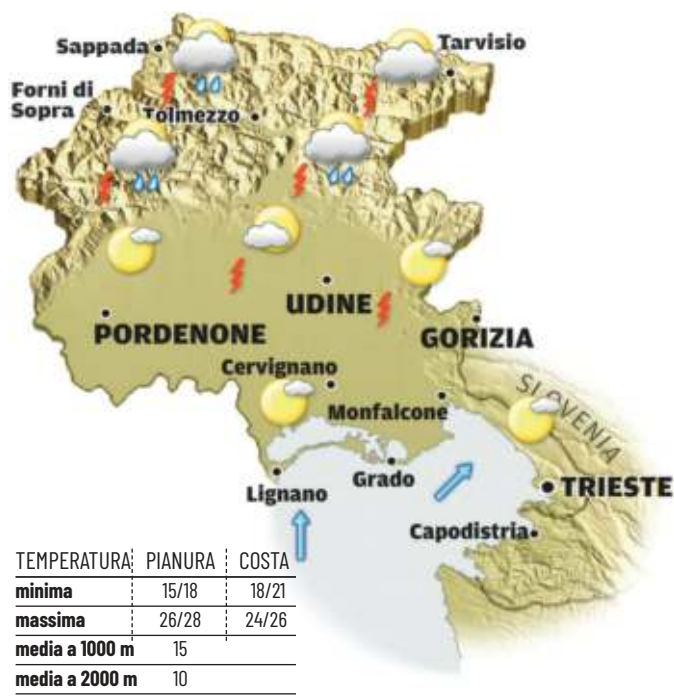 Sappada
Tarvisio
Forni di
Sopra
Tolmezzo
UDINE
PORDENONE
GORIZIA
Cervignano
SLOVENIA
Monfalcone
Grado
Lignano
TRIESTE
Capodistria
TEMPERATURA PIANURA COSTA
minima 15/18 18/21
massima 26/28 24/26
media a 1000 m 15
media a 2000 m 10